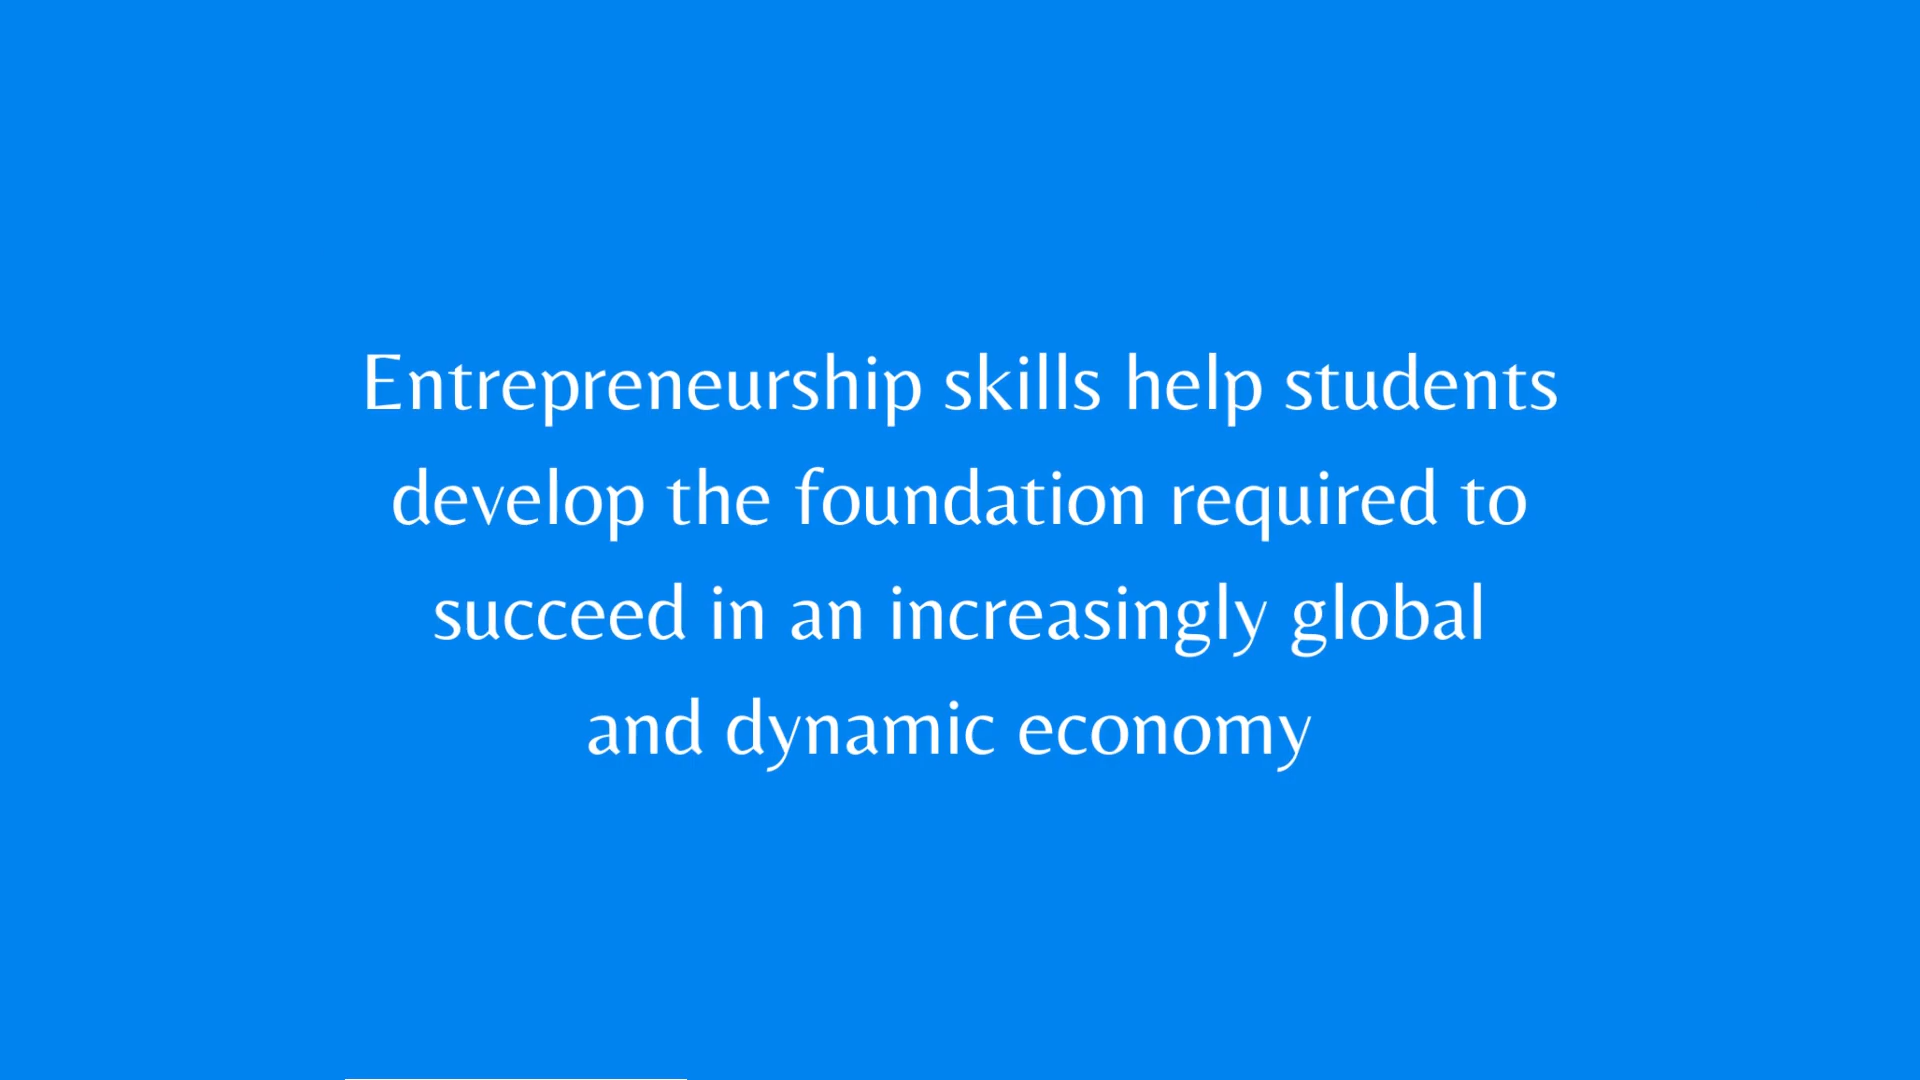 Entrepreneurship skills help students
develop the foundation required to
succeed in an increasingly global
and dynamic economy